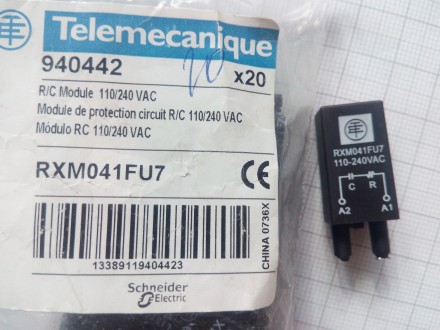 Telemecanique
940442
20
x20
R/C Module 110/240 VAC
Module de protection circuit R/C 110/240 VAC
Módulo RC 110/240 VAC
RXM041FU7
CE
CHINA 0736X
13389119404423
Schneider
Electric
RXM041FU7
110-240VAC
C R
A2 A1